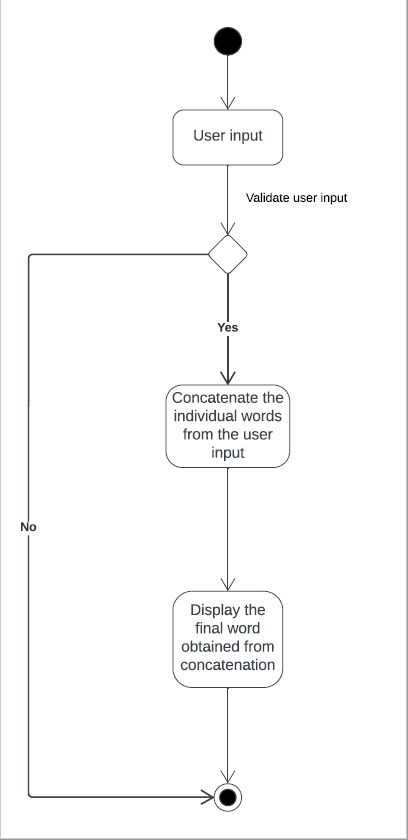 User input
Validate user input
Yes
Concatenate the
individual words
from the user
input
No
Display the
final word
obtained from
concatenation